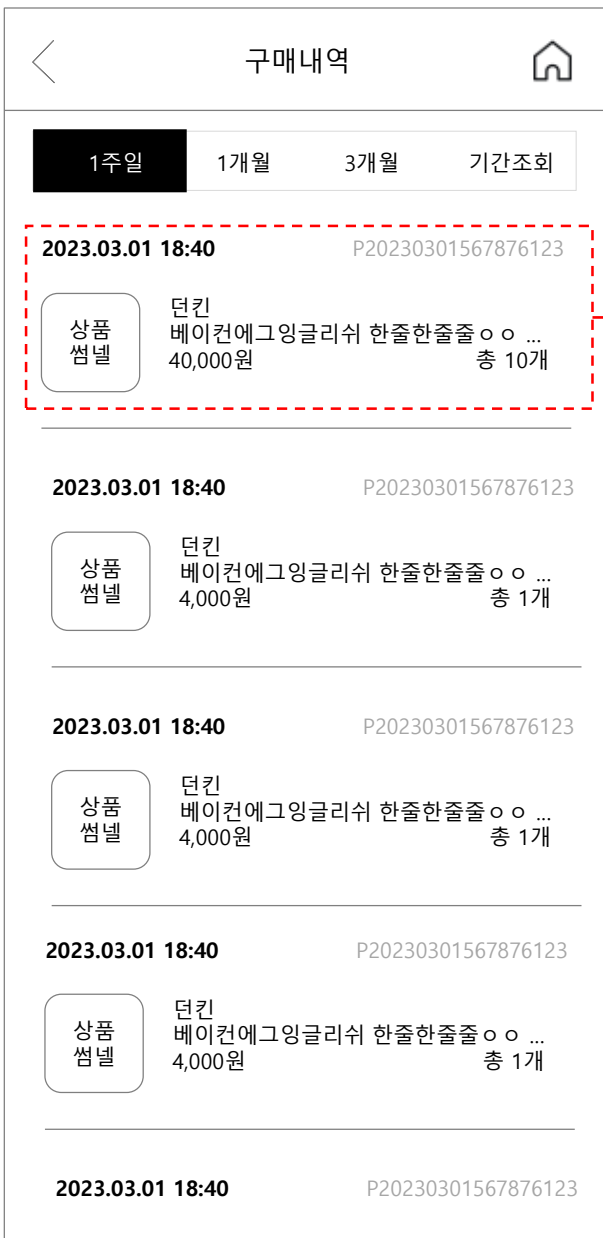 구매내역
1주일 1개월 3개월 기간조회
2023.03.01 18:40 P20230301567876123
상품
썸넬
던킨
베이컨에그잉글리쉬 한줄한줄줄ㅇㅇ ...
40,000원 총 10개
2023.03.01 18:40 P20230301567876123
상품
썸넬
던킨
베이컨에그잉글리쉬 한줄한줄줄ㅇㅇ ...
4,000원 총 1개
2023.03.01 18:40 P20230301567876123
상품
썸넬
던킨
베이컨에그잉글리쉬 한줄한줄줄ㅇㅇ ...
4,000원 총 1개
2023.03.01 18:40 P20230301567876123
상품
썸넬
던킨
베이컨에그잉글리쉬 한줄한줄줄ㅇㅇ ...
4,000원 총 1개
2023.03.01 18:40 P20230301567876123